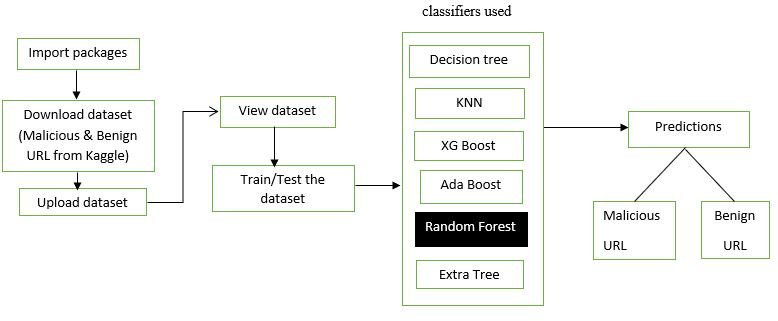 classifiers used
Import packages
Download dataset
(Malicious & Benign
URL from Kaggle)
Upload dataset
View dataset
Train/Test the
dataset
Decision tree
KNN
XG Boost
Ada Boost
Random Forest
Extra Tree
Predictions
Malicious
URL
Benign
URL